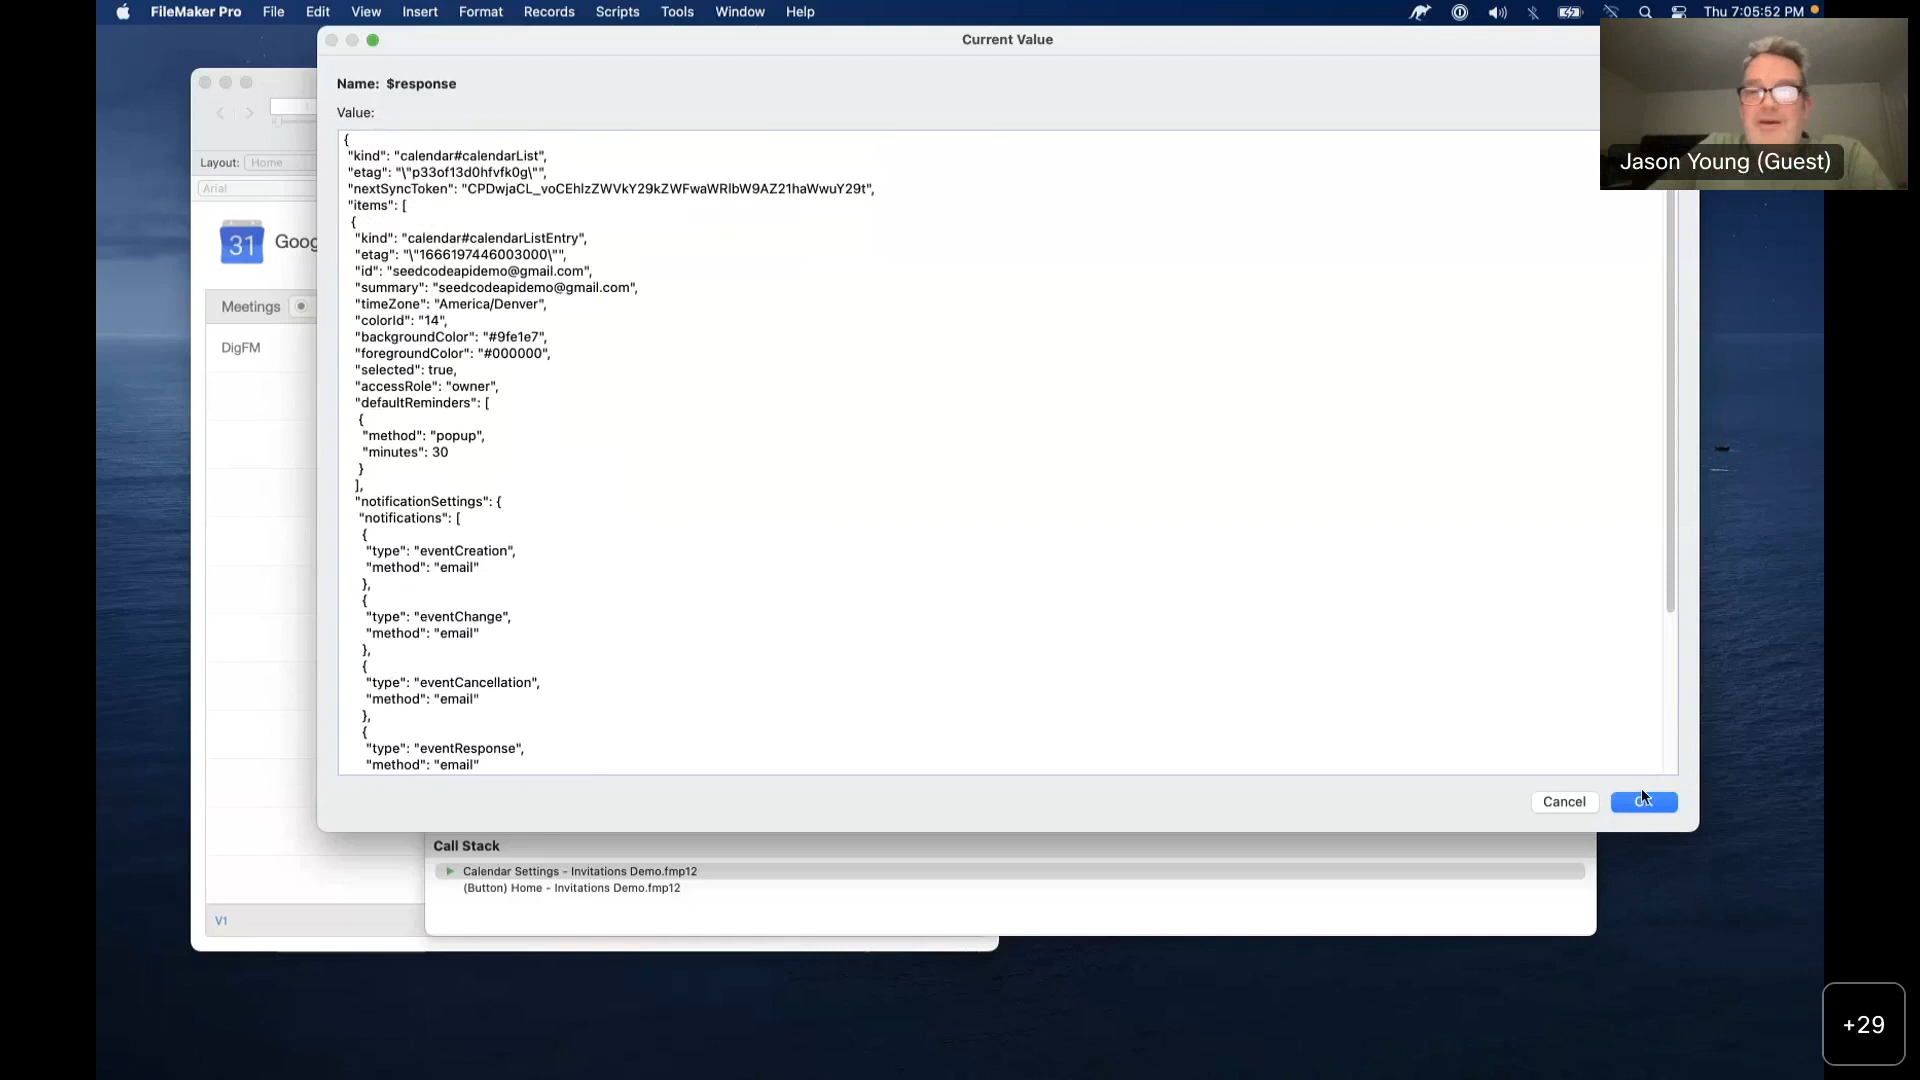 FileMaker Pro File Edit View Insert Format Records Scripts Tools Window Help Thu 7:05:52 PM
Current Value
Jason Young (Guest)
Name: $response
Value:
{
"kind": "calendar#calendarList",
"etag": "\"p33of13d0hfvfk0g\"",
"nextSyncToken": "CPDwjaCL_voCEhlzZWVkY29kZWFwaWRlbW9AZ21haWwuY29t",
"items": [
{
"kind": "calendar#calendarListEntry",
"etag": "\"1666197446003000\"",
"id": "seedcodeapidemo@gmail.com",
"summary": "seedcodeapidemo@gmail.com",
"timeZone": "America/Denver",
"colorId": "14",
"backgroundColor": "#9fe1e7",
"foregroundColor": "#000000",
"selected": true,
"accessRole": "owner",
"defaultReminders": [
{
"method": "popup",
"minutes": 30
}
],
"notificationSettings": {
"notifications": [
{
"type": "eventCreation",
"method": "email"
},
{
"type": "eventChange",
"method": "email"
},
{
"type": "eventCancellation",
"method": "email"
},
{
"type": "eventResponse",
"method": "email"
Cancel OK
Layout: Home
Arial
31 Goog
Meetings
DigFM
V1
Call Stack
Calendar Settings - Invitations Demo.fmp12
(Button) Home - Invitations Demo.fmp12
+29